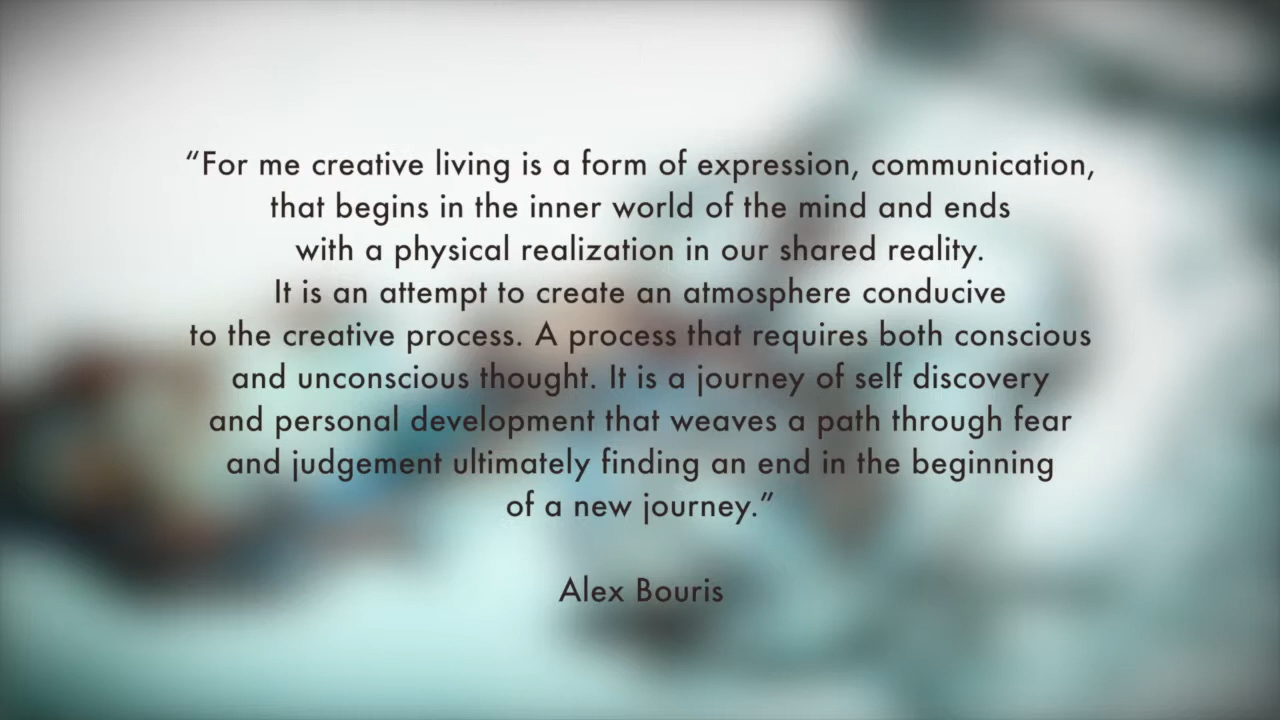 “For me creative living is a form of expression, communication,
that begins in the inner world of the mind and ends
with a physical realization in our shared reality.
It is an attempt to create an atmosphere conducive
to the creative process. A process that requires both conscious
and unconscious thought. It is a journey of self discovery
and personal development that weaves a path through fear
and judgement ultimately finding an end in the beginning
of a new journey.”
Alex Bouris